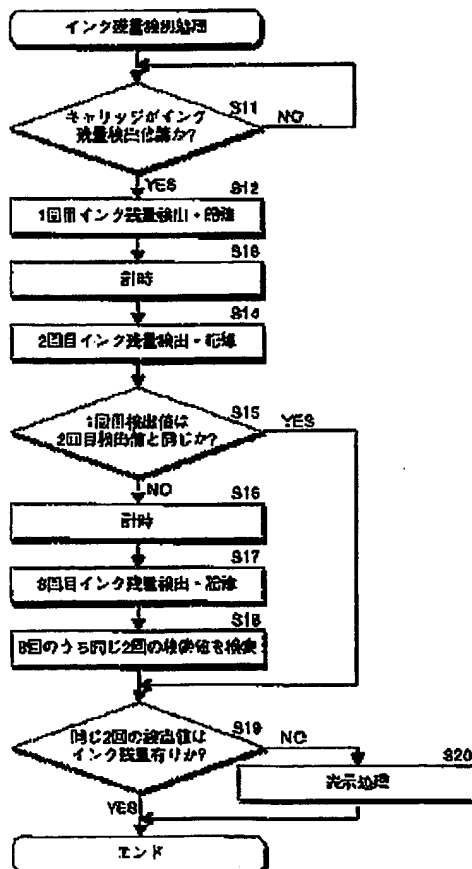 インク残量検出処理
S11
キャリッジがインク
残量検出位置か?
NO
YES
S12
1回目インク残量検出・記憶
S13
計時
S14
2回目インク残量検出・記憶
S15
1回目検出値は
2回目検出値と同じか?
YES
NO
S16
計時
S17
3回目インク残量検出・記憶
S18
3回のうち同じ2回の検出値を検索
S19
同じ2回の検出値は
インク残量有りか?
NO
S20
表示処理
YES
エンド